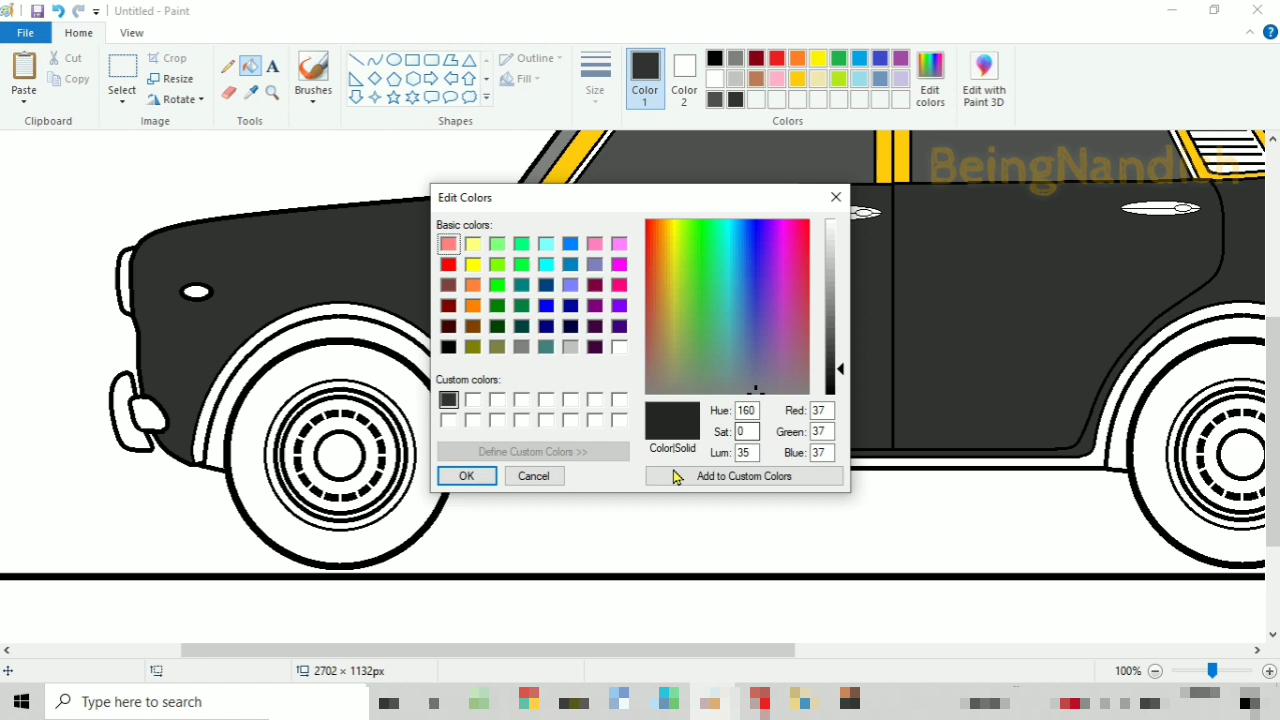 Untitled - Paint
File Home View
Paste
Cut
Copy
Clipboard
Select
Crop
Resize
Rotate
Image
A
Tools
Brushes
Outline
Fill
Shapes
Size
Color 1
Color 2
Edit colors
Colors
Edit with Paint 3D
BeingNandish
Edit Colors
Basic colors:
Custom colors:
Define Custom Colors >>
OK Cancel
Color|Solid
Hue: 160 Red: 37
Sat: 0 Green: 37
Lum: 35 Blue: 37
Add to Custom Colors
2702 × 1132px
100%
Type here to search